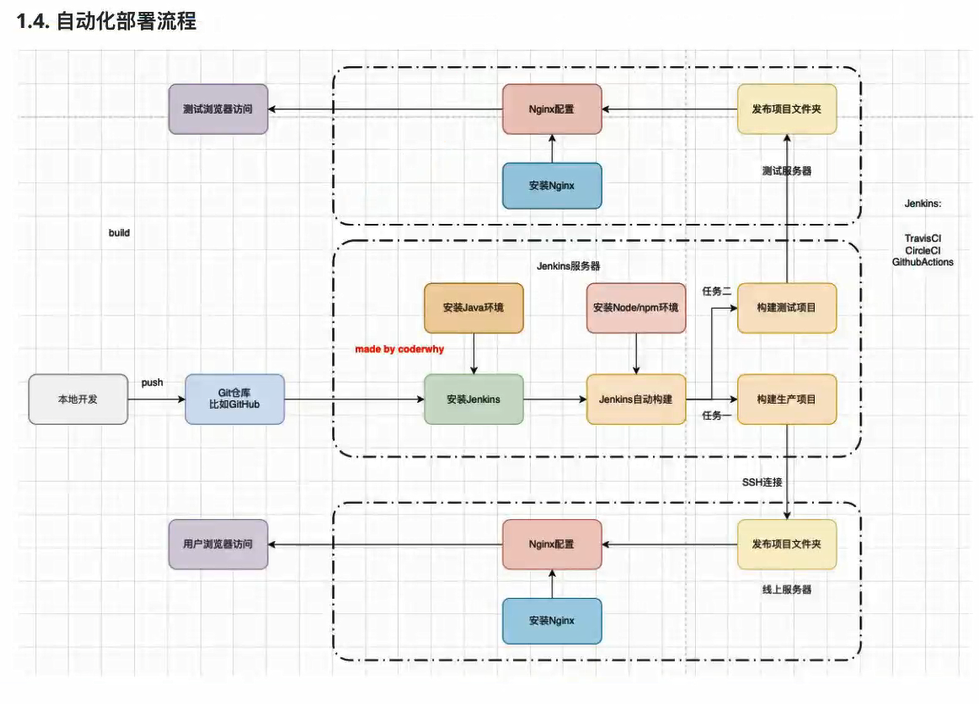 1.4. 自动化部署流程
测试浏览器访问
Nginx配置
发布项目文件夹
测试服务器
安装Nginx
Jenkins:
build
TravisCI
CircleCI
GithubActions
Jenkins服务器
安装Java环境
安装Node/npm环境
任务二
构建测试项目
made by coderwhy
本地开发
push
Git仓库
比如GitHub
安装Jenkins
Jenkins自动构建
任务一
构建生产项目
SSH连接
用户浏览器访问
Nginx配置
发布项目文件夹
线上服务器
安装Nginx